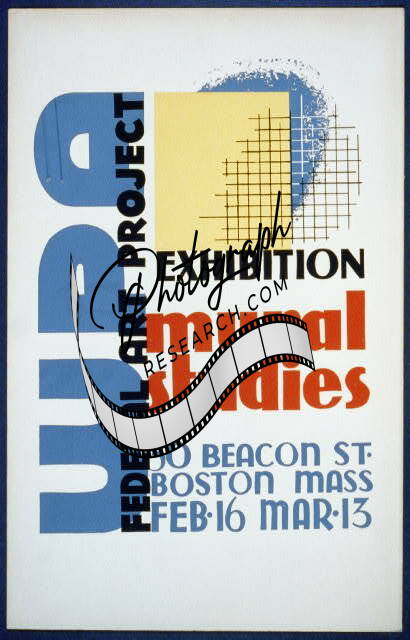 WPA
FEDERAL ART PROJECT
EXHIBITION
mural
studies
BEACON ST.
BOSTON MASS
FEB·16 MAR·13
Photograph
RESEARCH.COM